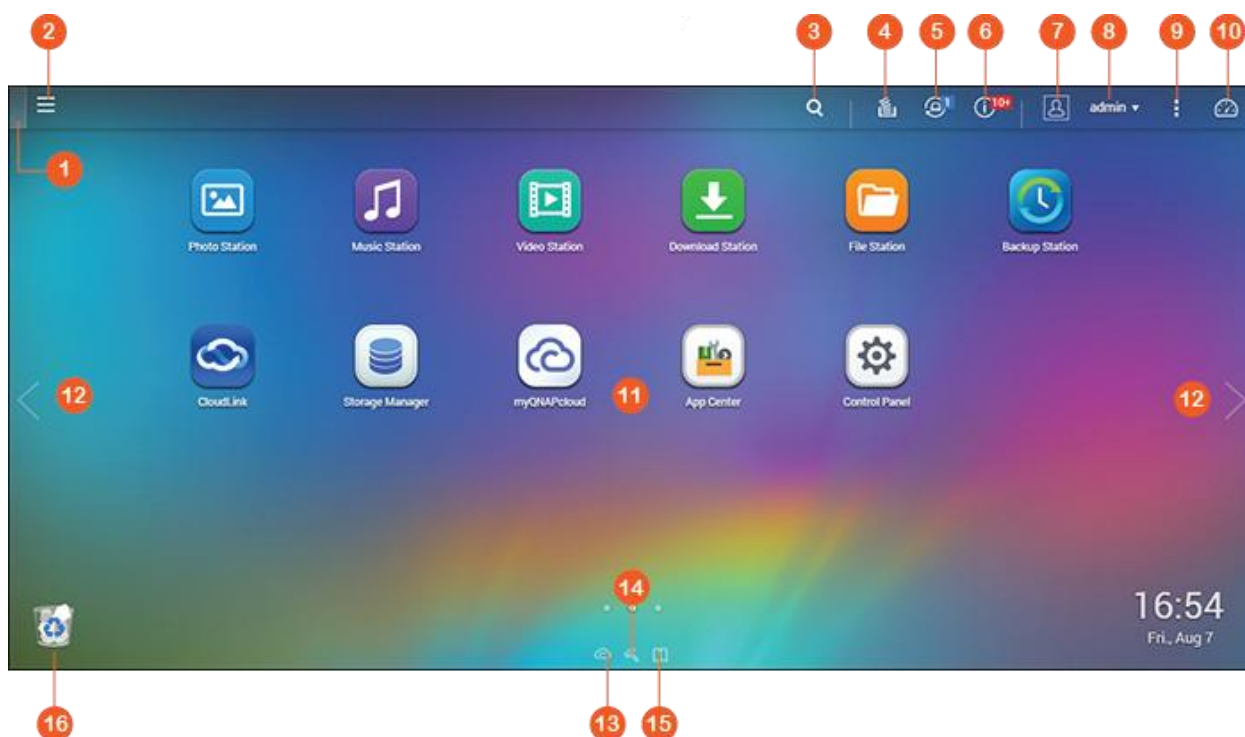 2
3
4
5
6
7
8
9
10
1
10+
admin
1
Photo Station
Music Station
Video Station
Download Station
File Station
Backup Station
12
11
12
CloudLink
Storage Manager
myQNAPcloud
App Center
Control Panel
14
16:54
Fri., Aug 7
16
13
15